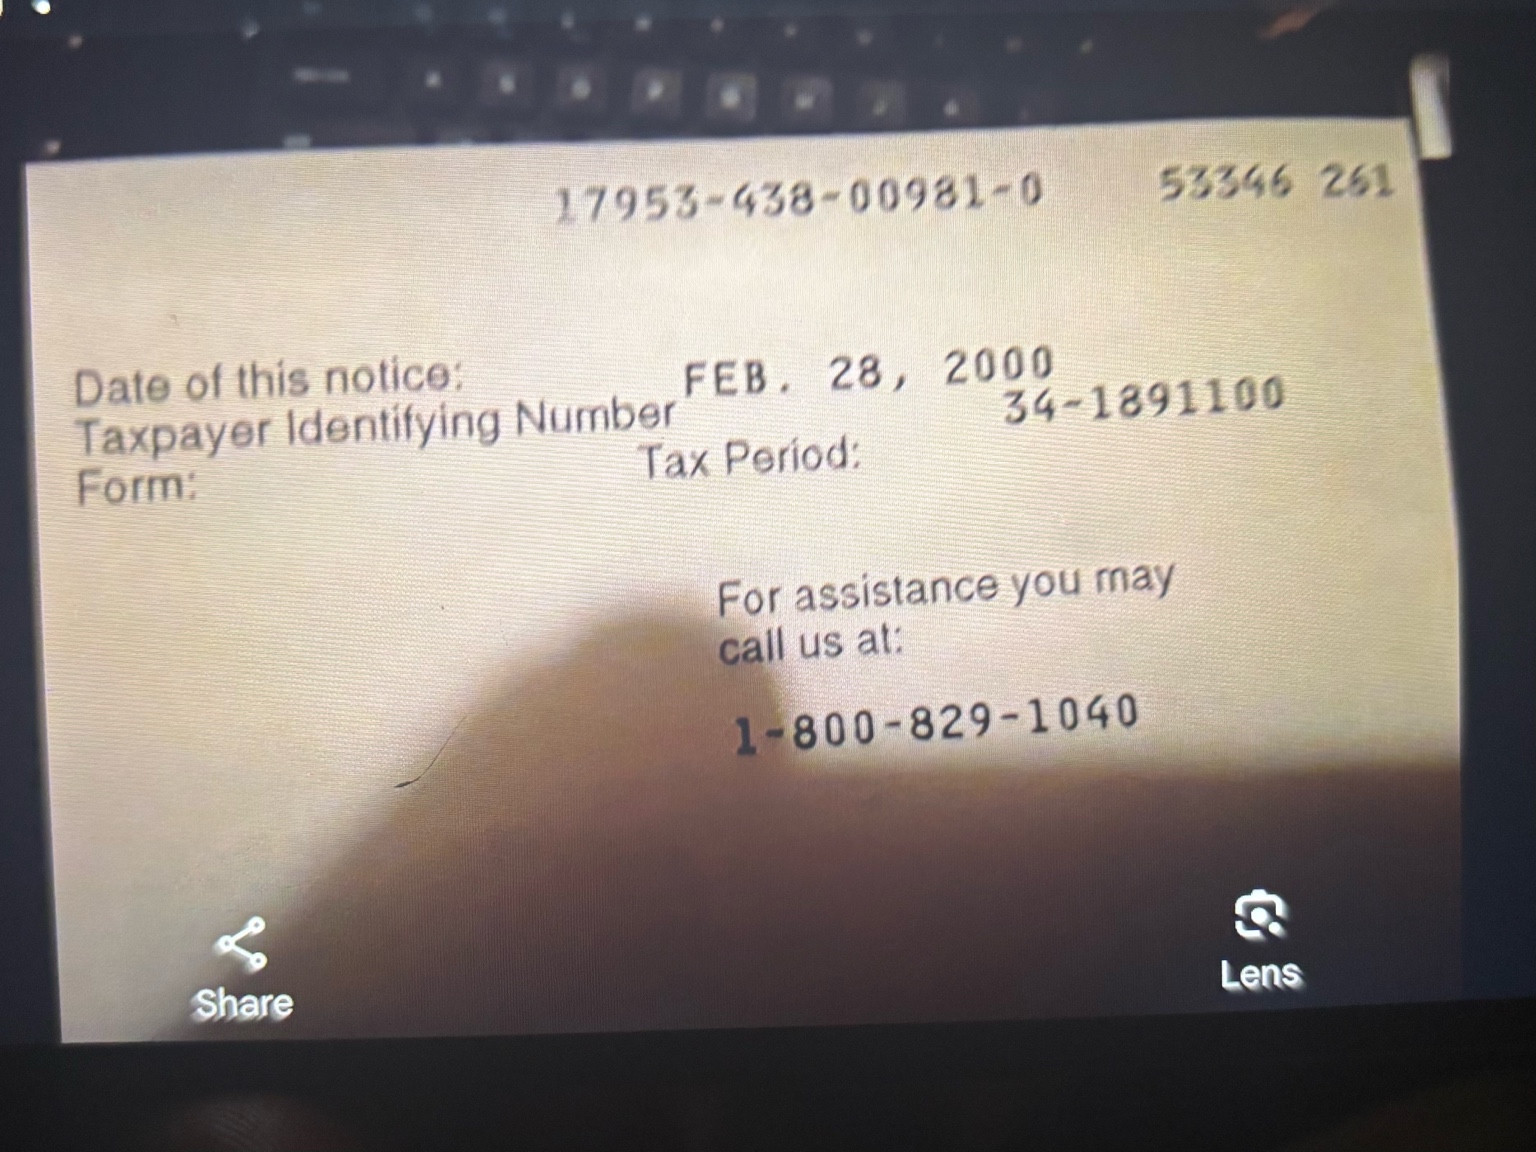 17953-438-00981-0 53346 261
Date of this notice: FEB. 28, 2000
Taxpayer Identifying Number 34-1891100
Form: Tax Period:
For assistance you may
call us at:
1-800-829-1040
Share
Lens